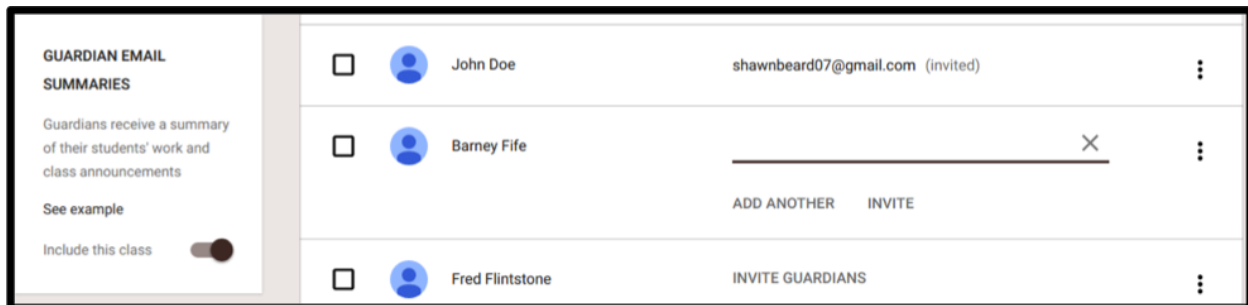 GUARDIAN EMAIL
SUMMARIES
Guardians receive a summary
of their students' work and
class announcements
See example
Include this class
John Doe
shawnbeard07@gmail.com (invited)
Barney Fife
ADD ANOTHER
INVITE
Fred Flintstone
INVITE GUARDIANS